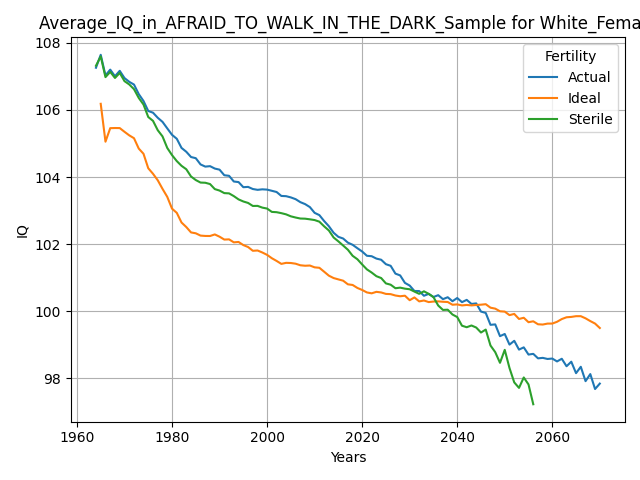 Average_IQ_in_AFRAID_TO_WALK_IN_THE_DARK_Sample for White_Fema
108
106
104
102
100
98
IQ
Fertility
Actual
Ideal
Sterile
1960
1980
2000
2020
2040
2060
Years